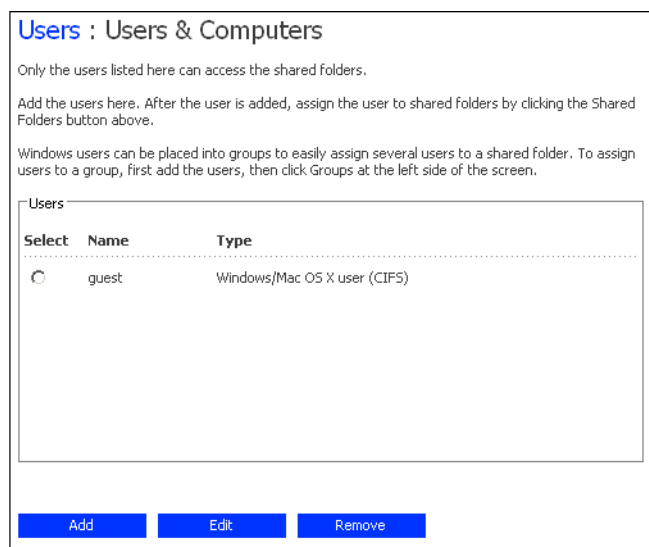 Users : Users & Computers
Only the users listed here can access the shared folders.
Add the users here. After the user is added, assign the user to shared folders by clicking the Shared
Folders button above.
Windows users can be placed into groups to easily assign several users to a shared folder. To assign
users to a group, first add the users, then click Groups at the left side of the screen.
Users
Select Name Type
guest Windows/Mac OS X user (CIFS)
Add Edit Remove